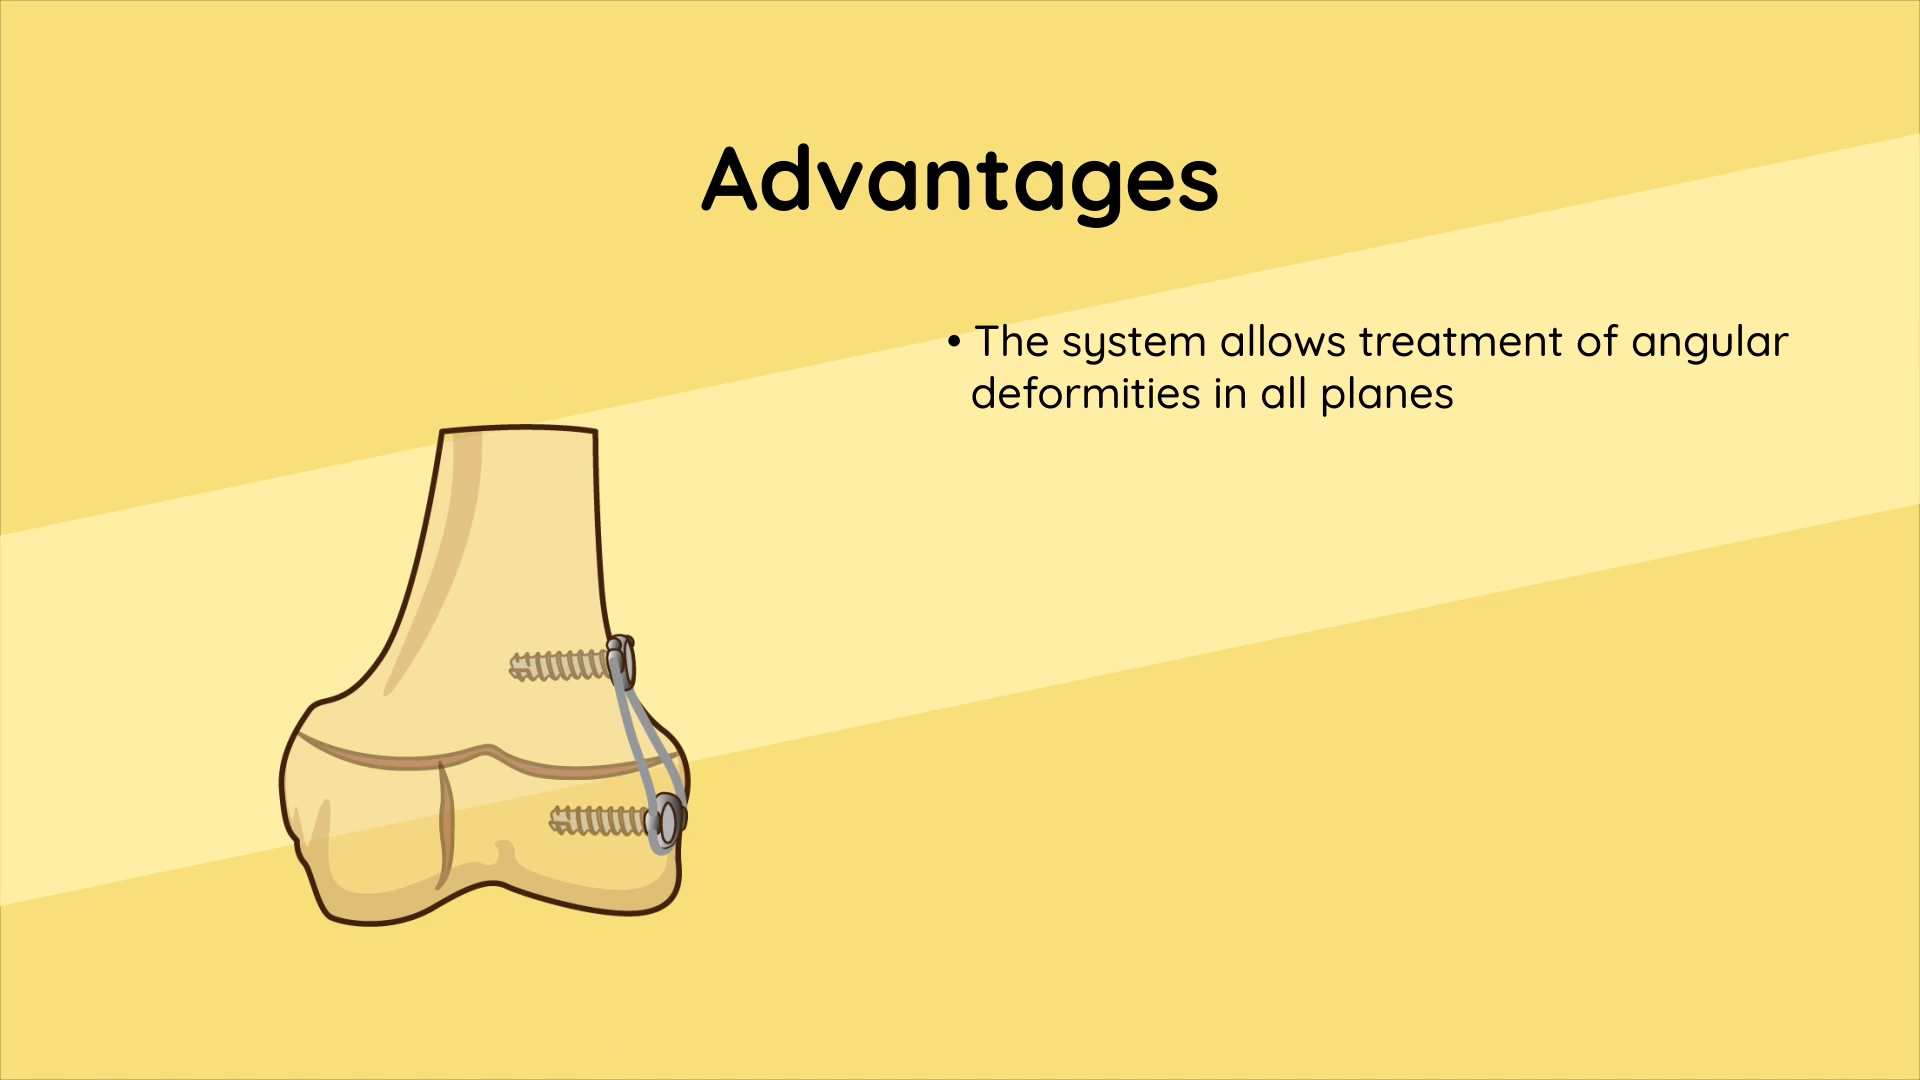 Advantages
• The system allows treatment of angular
deformities in all planes